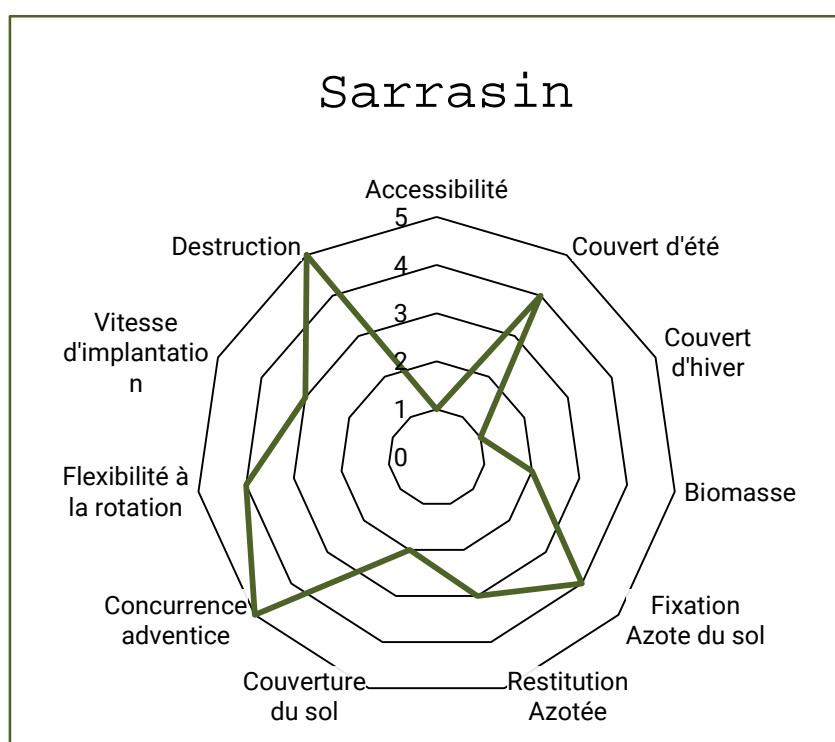 Sarrasin
Accessibilité
5
Destruction
Couvert d'été
4
Vitesse
d'implantatio
n
3
Couvert
d'hiver
2
1
0
Flexibilité à
la rotation
Biomasse
Concurrence
adventice
Fixation
Azote du sol
Couverture
du sol
Restitution
Azotée